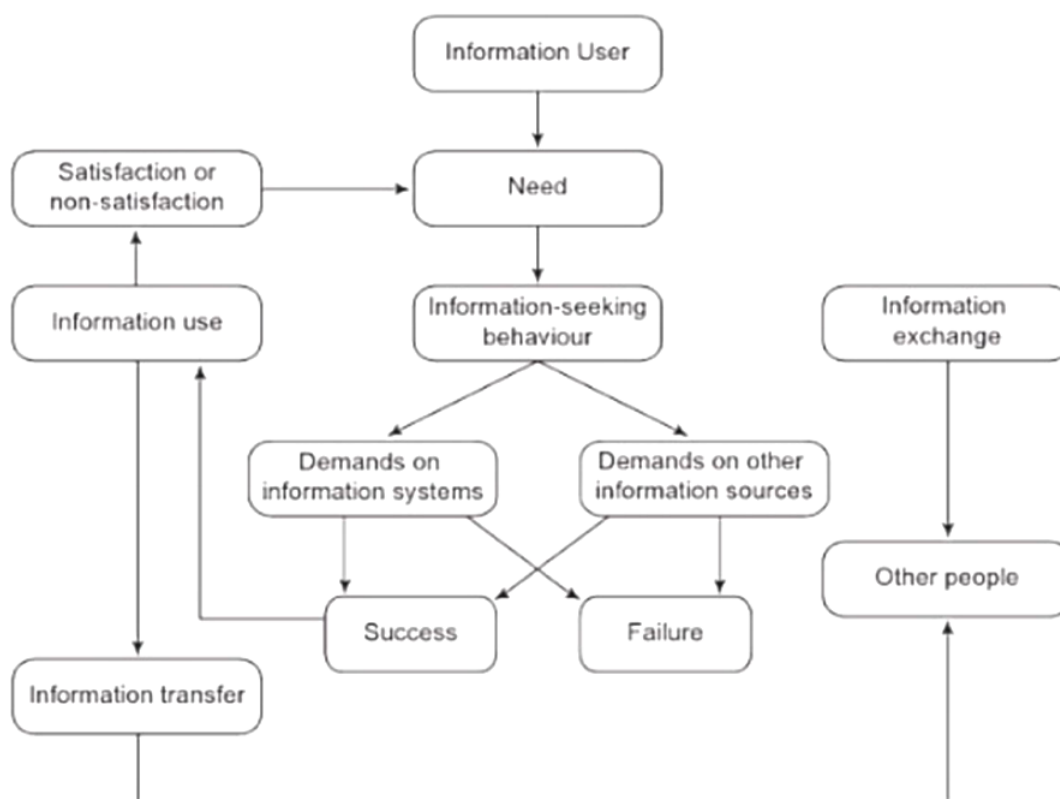 Information User
Satisfaction or
non-satisfaction
Need
Information use
Information-seeking
behaviour
Information
exchange
Demands on
information systems
Demands on other
information sources
Other people
Success
Failure
Information transfer